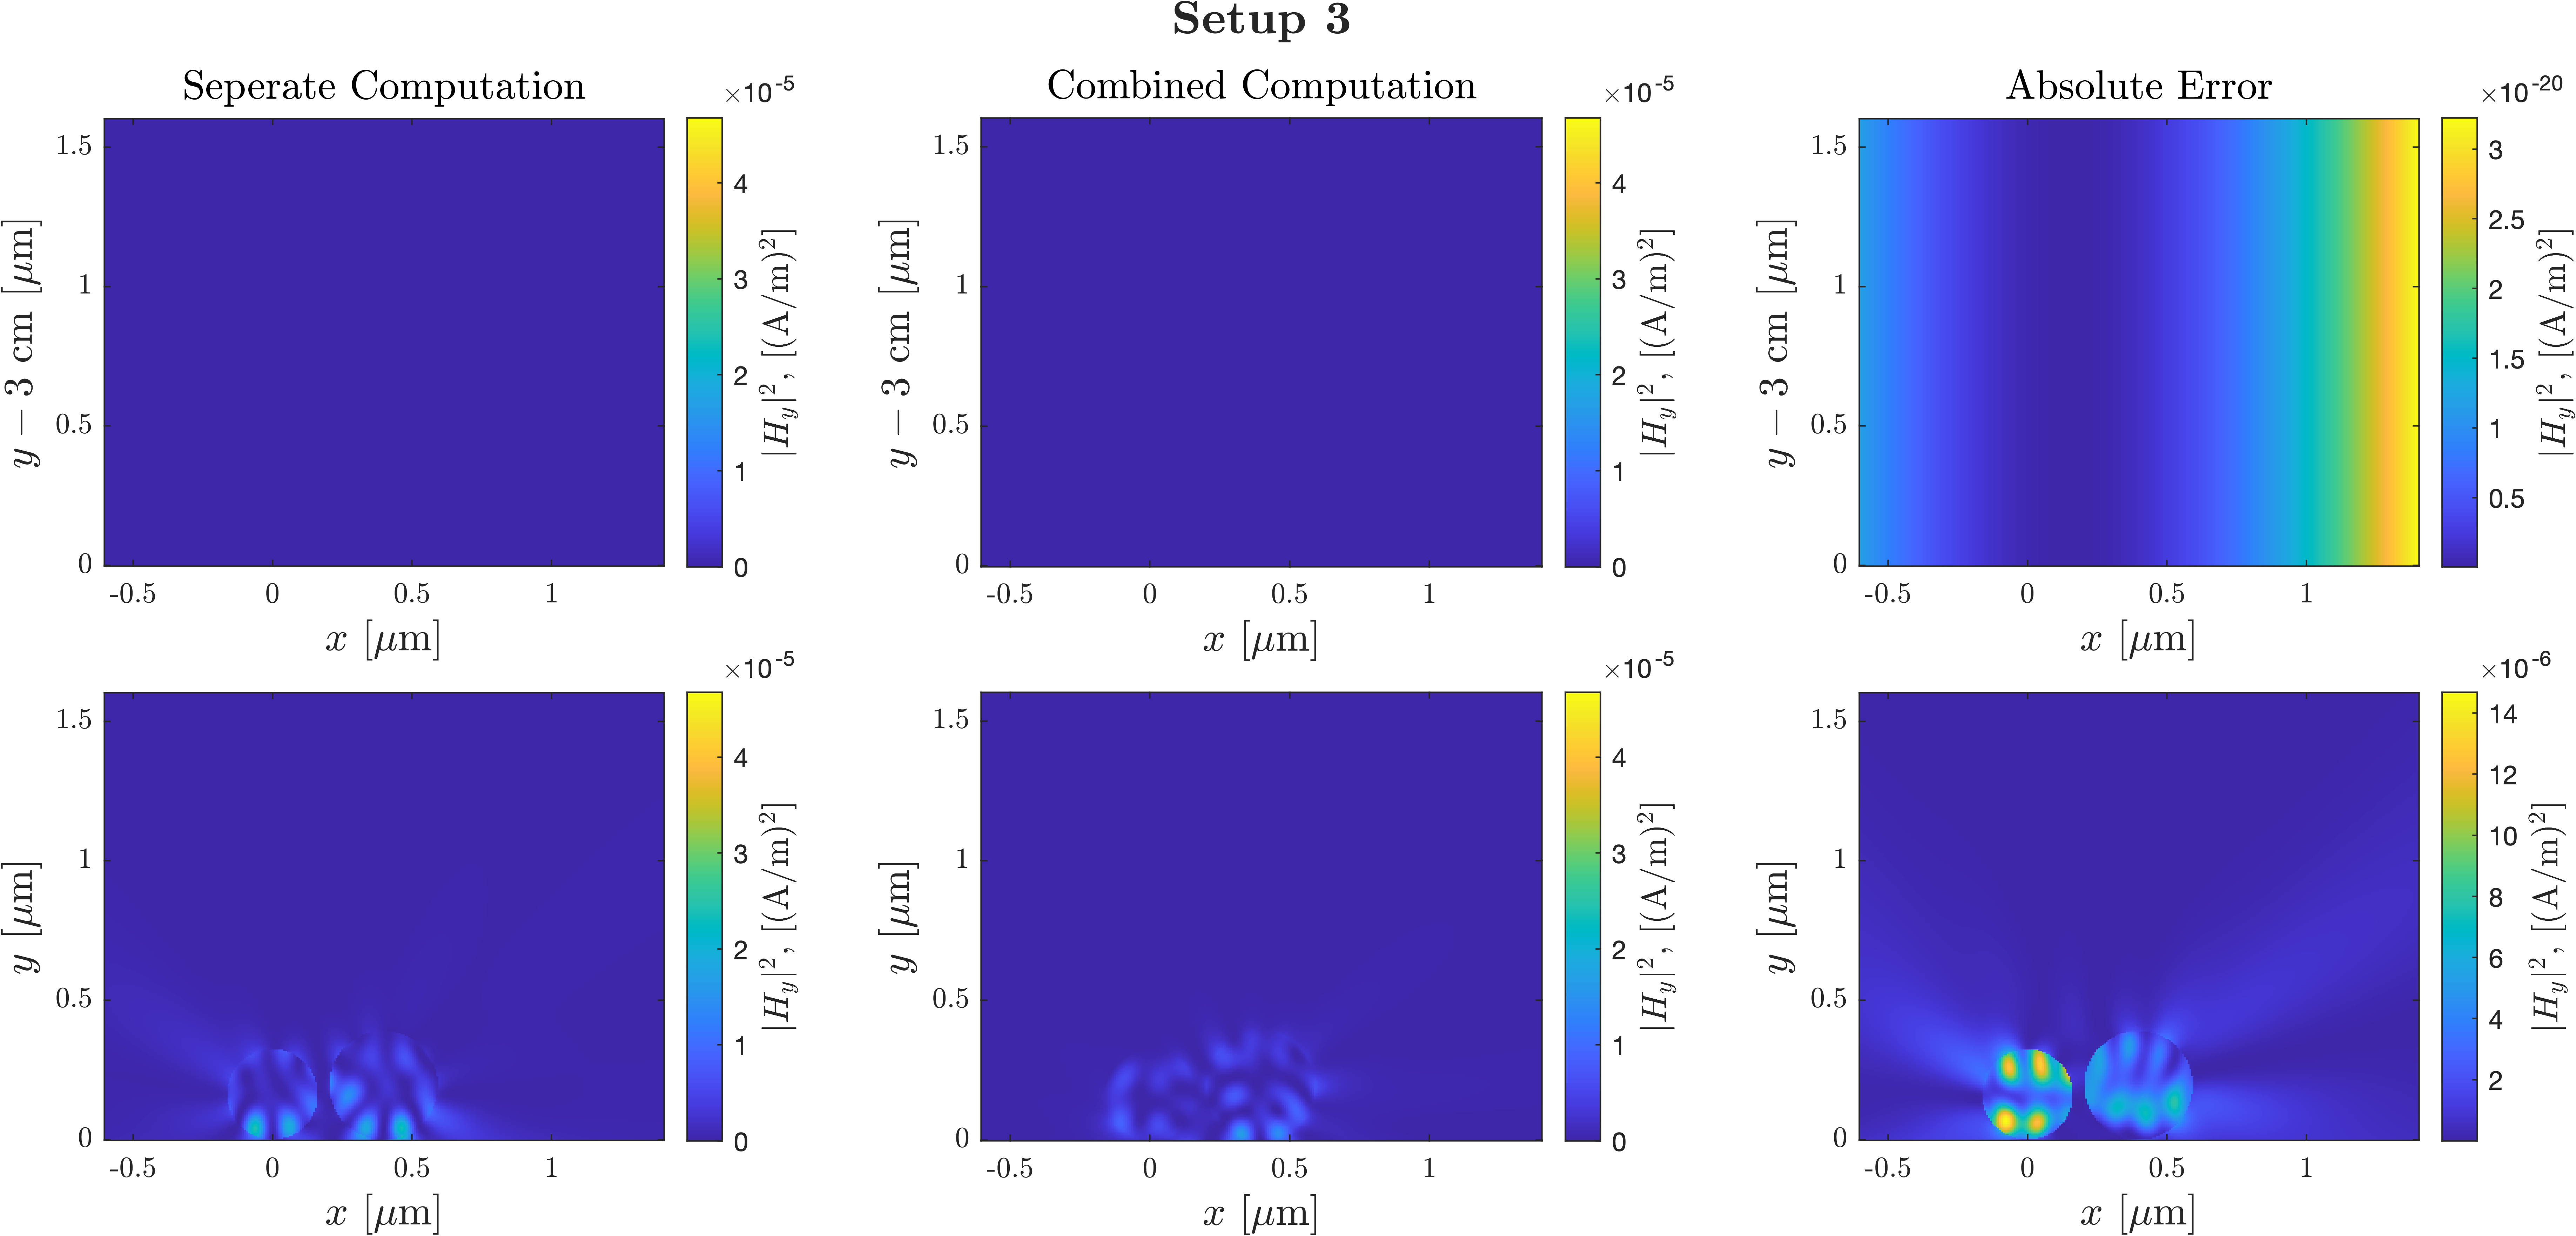 Setup 3
Seperate Computation
Combined Computation
Absolute Error
×10-5
×10-5
×10-20
y − 3 cm [μm]
1.5
1
0.5
0
-0.5 0 0.5 1
x [μm]
4
3
2
1
0
|Hy|2, [(A/m)2]
y − 3 cm [μm]
1.5
1
0.5
0
-0.5 0 0.5 1
x [μm]
4
3
2
1
0
|Hy|2, [(A/m)2]
y − 3 cm [μm]
1.5
1
0.5
0
-0.5 0 0.5 1
x [μm]
3
2.5
2
1.5
1
0.5
|Hy|2, [(A/m)2]
×10-5
×10-5
×10-6
y [μm]
1.5
1
0.5
0
-0.5 0 0.5 1
x [μm]
4
3
2
1
0
|Hy|2, [(A/m)2]
y [μm]
1.5
1
0.5
0
-0.5 0 0.5 1
x [μm]
4
3
2
1
0
|Hy|2, [(A/m)2]
y [μm]
1.5
1
0.5
0
-0.5 0 0.5 1
x [μm]
14
12
10
8
6
4
2
|Hy|2, [(A/m)2]